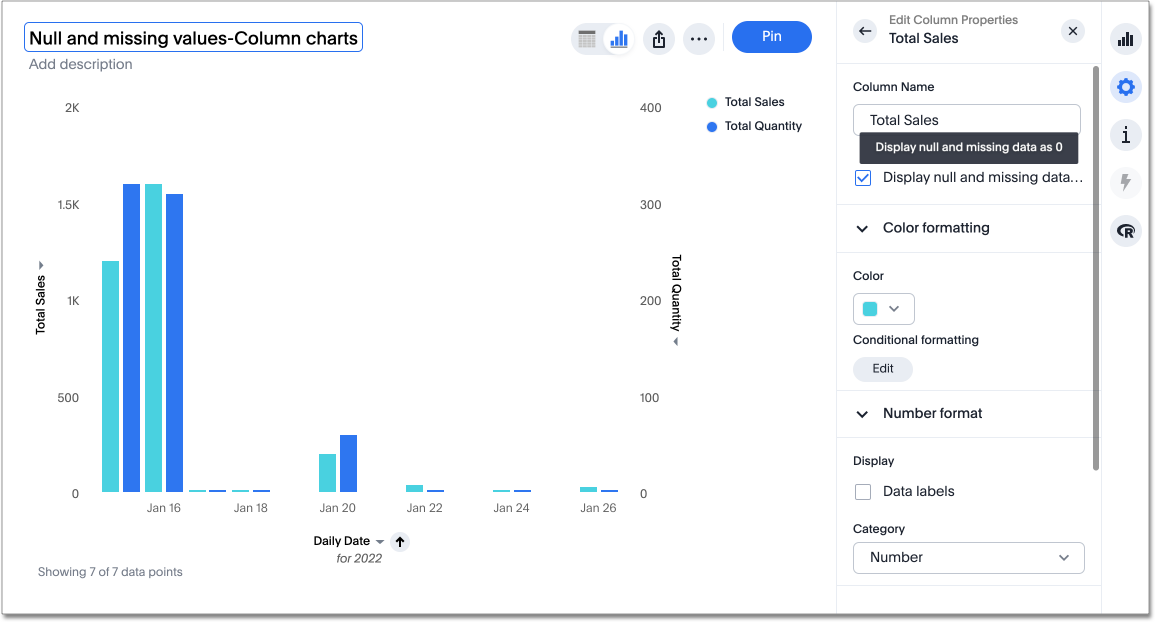 Null and missing values-Column charts
Add description
Pin
2K
1.5K
1K
500
0
Total Sales
400
300
200
100
0
Total Quantity
Total Sales
Total Quantity
Jan 16
Jan 18
Jan 20
Jan 22
Jan 24
Jan 26
Daily Date
for 2022
Showing 7 of 7 data points
Edit Column Properties
Total Sales
Column Name
Total Sales
Display null and missing data as 0
Display null and missing data...
Color formatting
Color
Conditional formatting
Edit
Number format
Display
Data labels
Category
Number
i
R